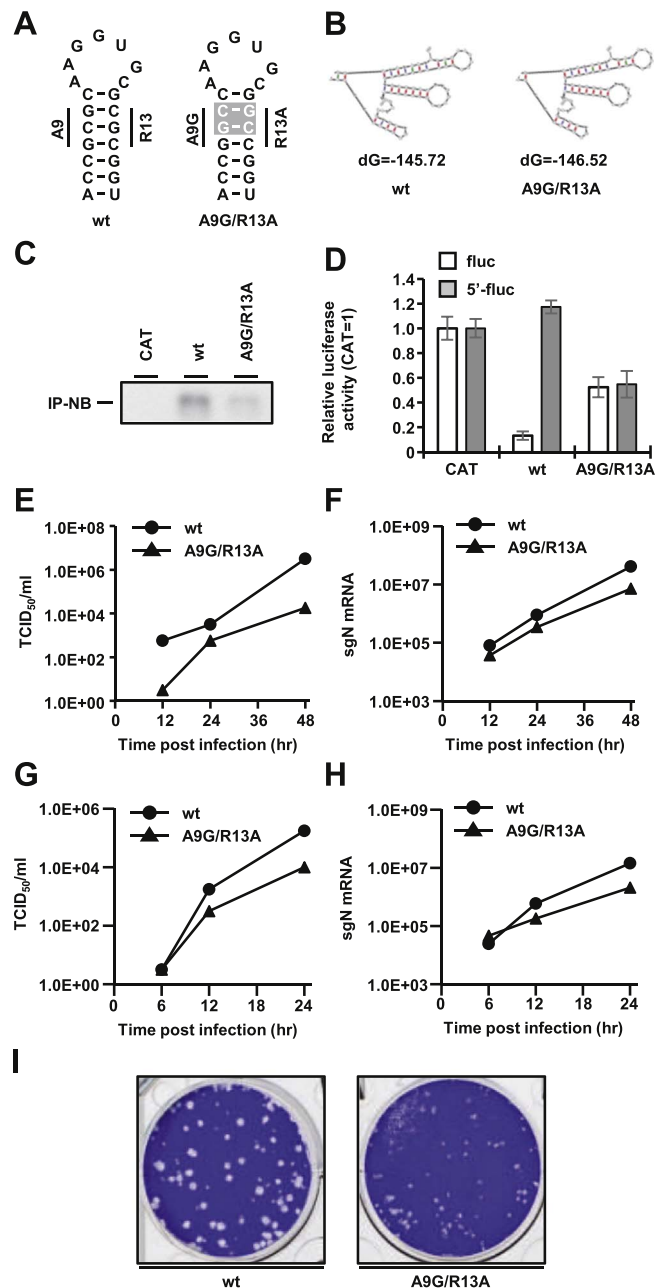 A
G G
A U
A G
C
C - G
G - C
C - G
G - C
C - G
C - G
A - U
A9
R13
wt
G G
A U
A G
C
C - G
C - G
G - C
G - C
C - G
C - G
A - U
A9G
R13A
A9G/R13A
B
dG=-145.72
dG=-146.52
wt
A9G/R13A
C
CAT
wt
A9G/R13A
IP-NB
D
fluc
5'-fluc
Relative luciferase
activity (CAT=1)
1.4
1.2
1.0
0.8
0.6
0.4
0.2
0
CAT
wt
A9G/R13A
E
wt
A9G/R13A
TCID50/ml
1.0E+08
1.0E+06
1.0E+04
1.0E+02
1.0E+00
0 12 24 36 48
Time post infection (hr)
F
wt
A9G/R13A
sgN mRNA
1.0E+09
1.0E+07
1.0E+05
1.0E+03
0 12 24 36 48
Time post infection (hr)
G
wt
A9G/R13A
TCID50/ml
1.0E+06
1.0E+04
1.0E+02
1.0E+00
0 6 12 18 24
Time post infection (hr)
H
wt
A9G/R13A
sgN mRNA
1.0E+09
1.0E+07
1.0E+05
1.0E+03
0 6 12 18 24
Time post infection (hr)
I
wt
A9G/R13A